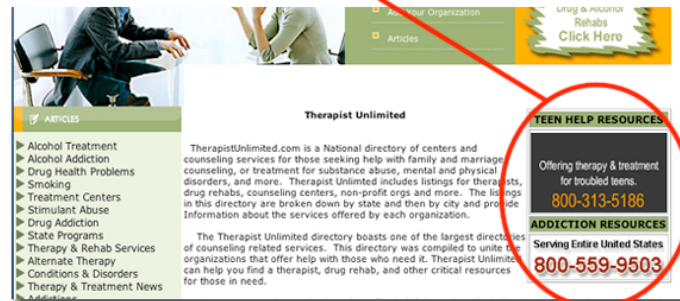 Add Your Organization
Articles
Drug & Alcohol
Rehabs
Click Here
ARTICLES
Alcohol Treatment
Alcohol Addiction
Drug Health Problems
Smoking
Treatment Centers
Stimulant Abuse
Drug Addiction
State Programs
Therapy & Rehab Services
Alternate Therapy
Conditions & Disorders
Therapy & Treatment News
Addictions
Therapist Unlimited
TherapistUnlimited.com is a National directory of centers and
counseling services for those seeking help with family and marriage
counseling, or treatment for substance abuse, mental and physical
disorders, and more. Therapist Unlimted includes listings for therapists,
drug rehabs, counseling centers, non-profit orgs and more. The listings
in this directory are broken down by state and then by city and provide
Information about the services offered by each organization.
The Therapist Unlimited directory boasts one of the largest directories
of counseling related services. This directory was compiled to unite the
organizations that offer help with those who need it. Therapist Unlimited
can help you find a therapist, drug rehab, and other critical resources
for those in need.
TEEN HELP RESOURCES
Offering therapy & treatment
for troubled teens.
800-313-5186
ADDICTION RESOURCES
Serving Entire United States
800-559-9503